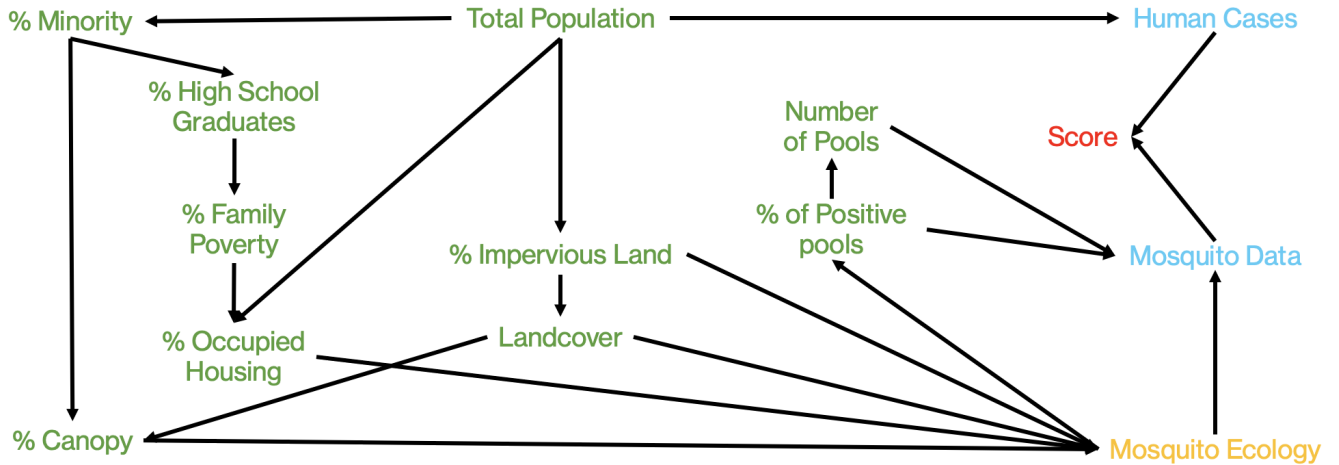 % Minority
Total Population
Human Cases
% High School
Graduates
Number
of Pools
Score
% Family
Poverty
% of Positive
pools
% Impervious Land
Mosquito Data
% Occupied
Housing
Landcover
% Canopy
Mosquito Ecology